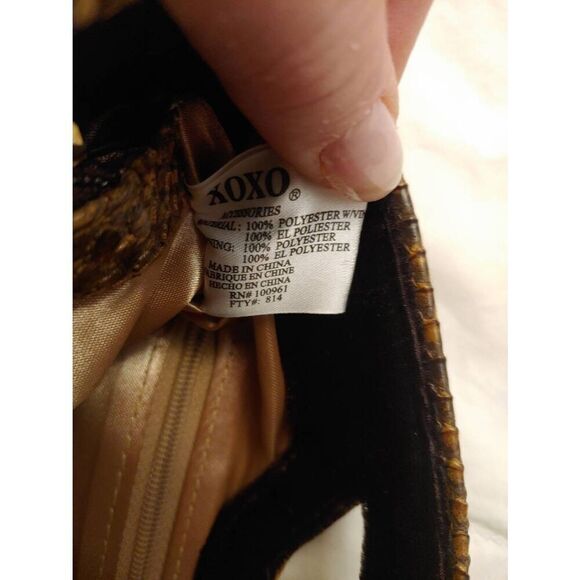 XOXO®
ACCESSORIES
MATERIAL: 100% POLYESTER W/
100% EL POLIESTER
LINING: 100% POLYESTER
100% EL POLIESTER
MADE IN CHINA
FABRIQUE EN CHINE
HECHO EN CHINA
RN# 100961
FTY#: 814